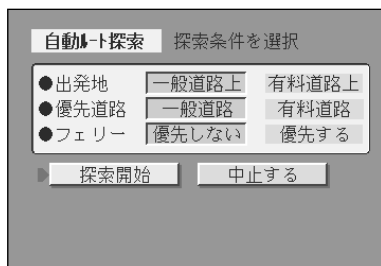 自動ルート探索 探索条件を選択
●出発地 一般道路上 有料道路上
●優先道路 一般道路 有料道路
●フェリー 優先しない 優先する
探索開始 中止する